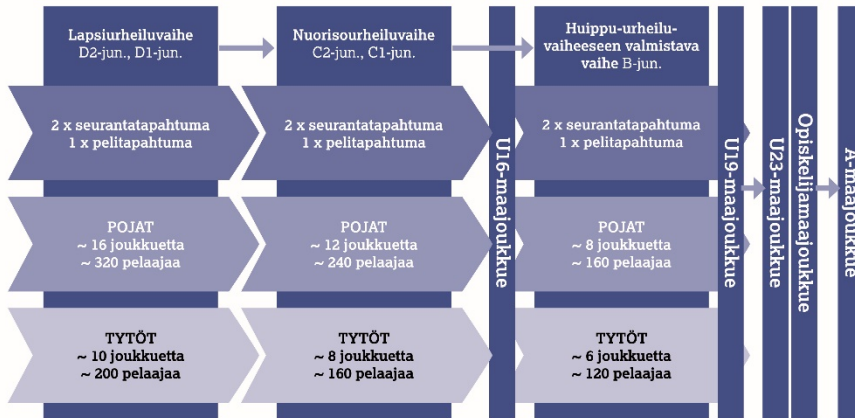 Lapsiurheiluvaihe
D2-jun., D1-jun.
Nuorisourheiluvaihe
C2-jun., C1-jun.
Huippu-urheilu-
vaiheeseen valmistava
vaihe B-jun.
2 x seurantatapahtuma
1 x pelitapahtuma
2 x seurantatapahtuma
1 x pelitapahtuma
2 x seurantatapahtuma
1 x pelitapahtuma
POJAT
~ 16 joukkuetta
~ 320 pelaajaa
POJAT
~ 12 joukkuetta
~ 240 pelaajaa
POJAT
~ 8 joukkuetta
~ 160 pelaajaa
TYTÖT
~ 10 joukkuetta
~ 200 pelaajaa
TYTÖT
~ 8 joukkuetta
~ 160 pelaajaa
TYTÖT
~ 6 joukkuetta
~ 120 pelaajaa
U16-maajoukkue
U19-maajoukkue
U23-maajoukkue
Opiskelijamaajoukkue
A-maajoukkue